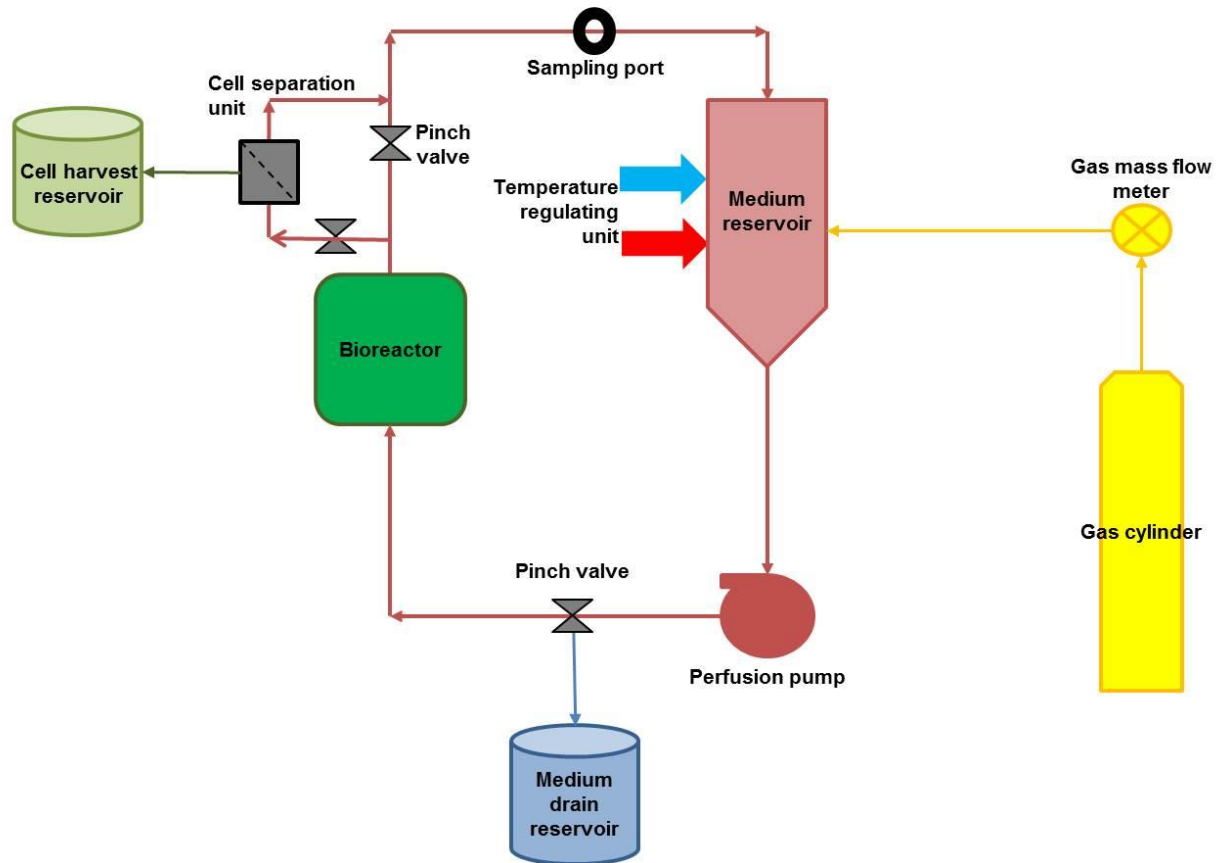 Sampling port
Cell separation
unit
Pinch
valve
Cell harvest
reservoir
Temperature
regulating
unit
Medium
reservoir
Gas mass flow
meter
Bioreactor
Gas cylinder
Pinch valve
Perfusion pump
Medium
drain
reservoir